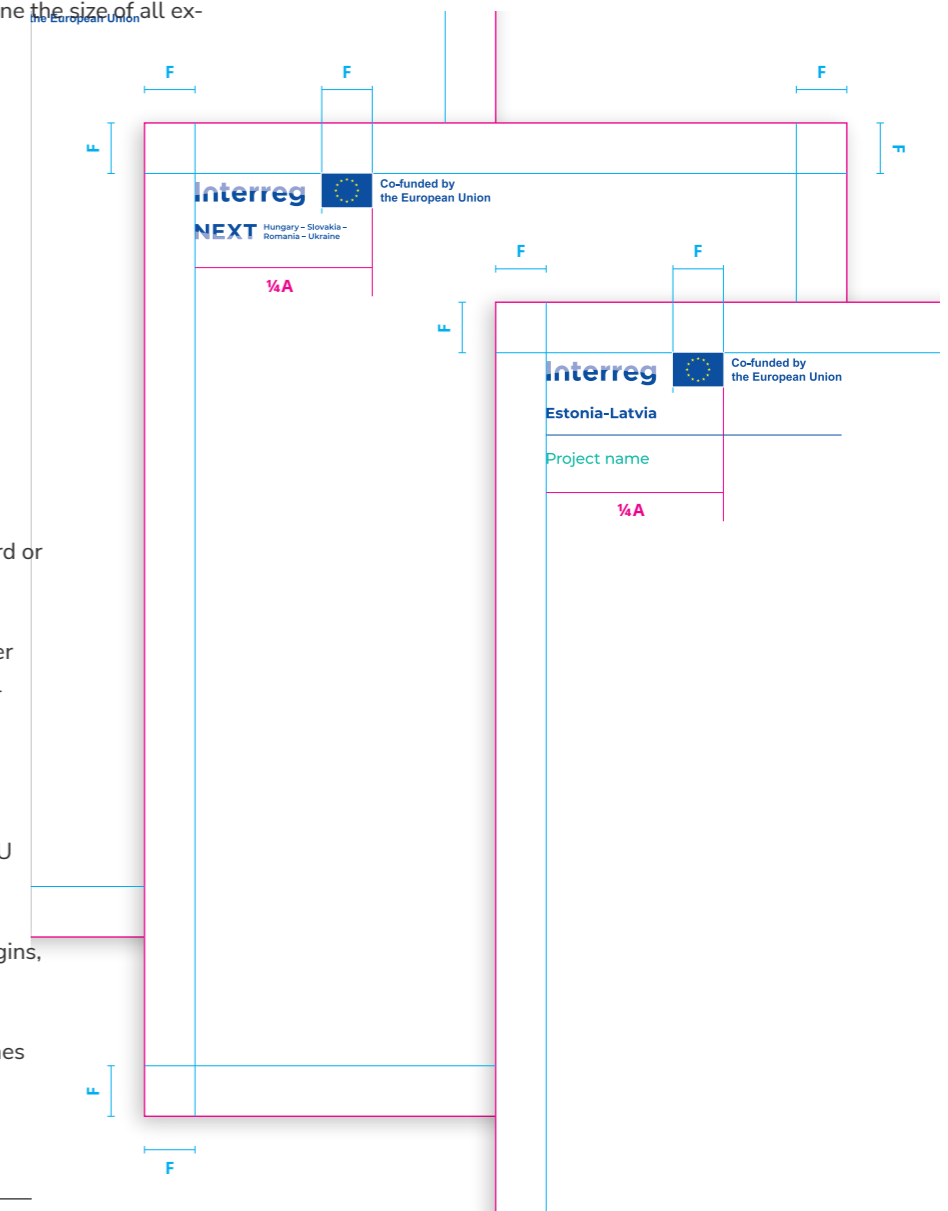 ne the size of all ex-
the European Union
F F F
F F
Interreg Co-funded by
the European Union
NEXT Hungary – Slovakia –
Romania – Ukraine
¼A
F F
F
Interreg Co-funded by
the European Union
Estonia-Latvia
Project name
¼A
rd or
er
U
gins,
nes
F
F